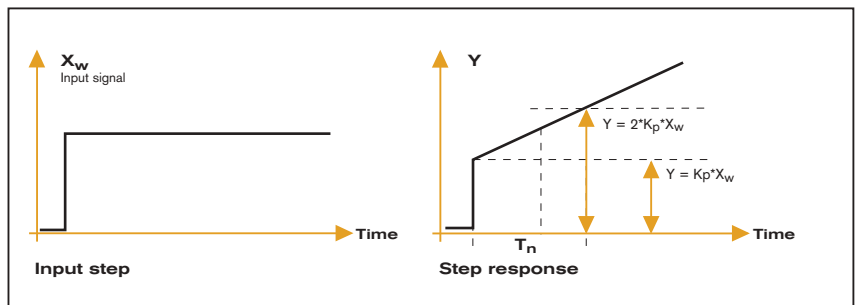 Xw
Input signal
Time
Input step
Y
Y = 2*Kp*Xw
Y = Kp*Xw
Tn
Time
Step response